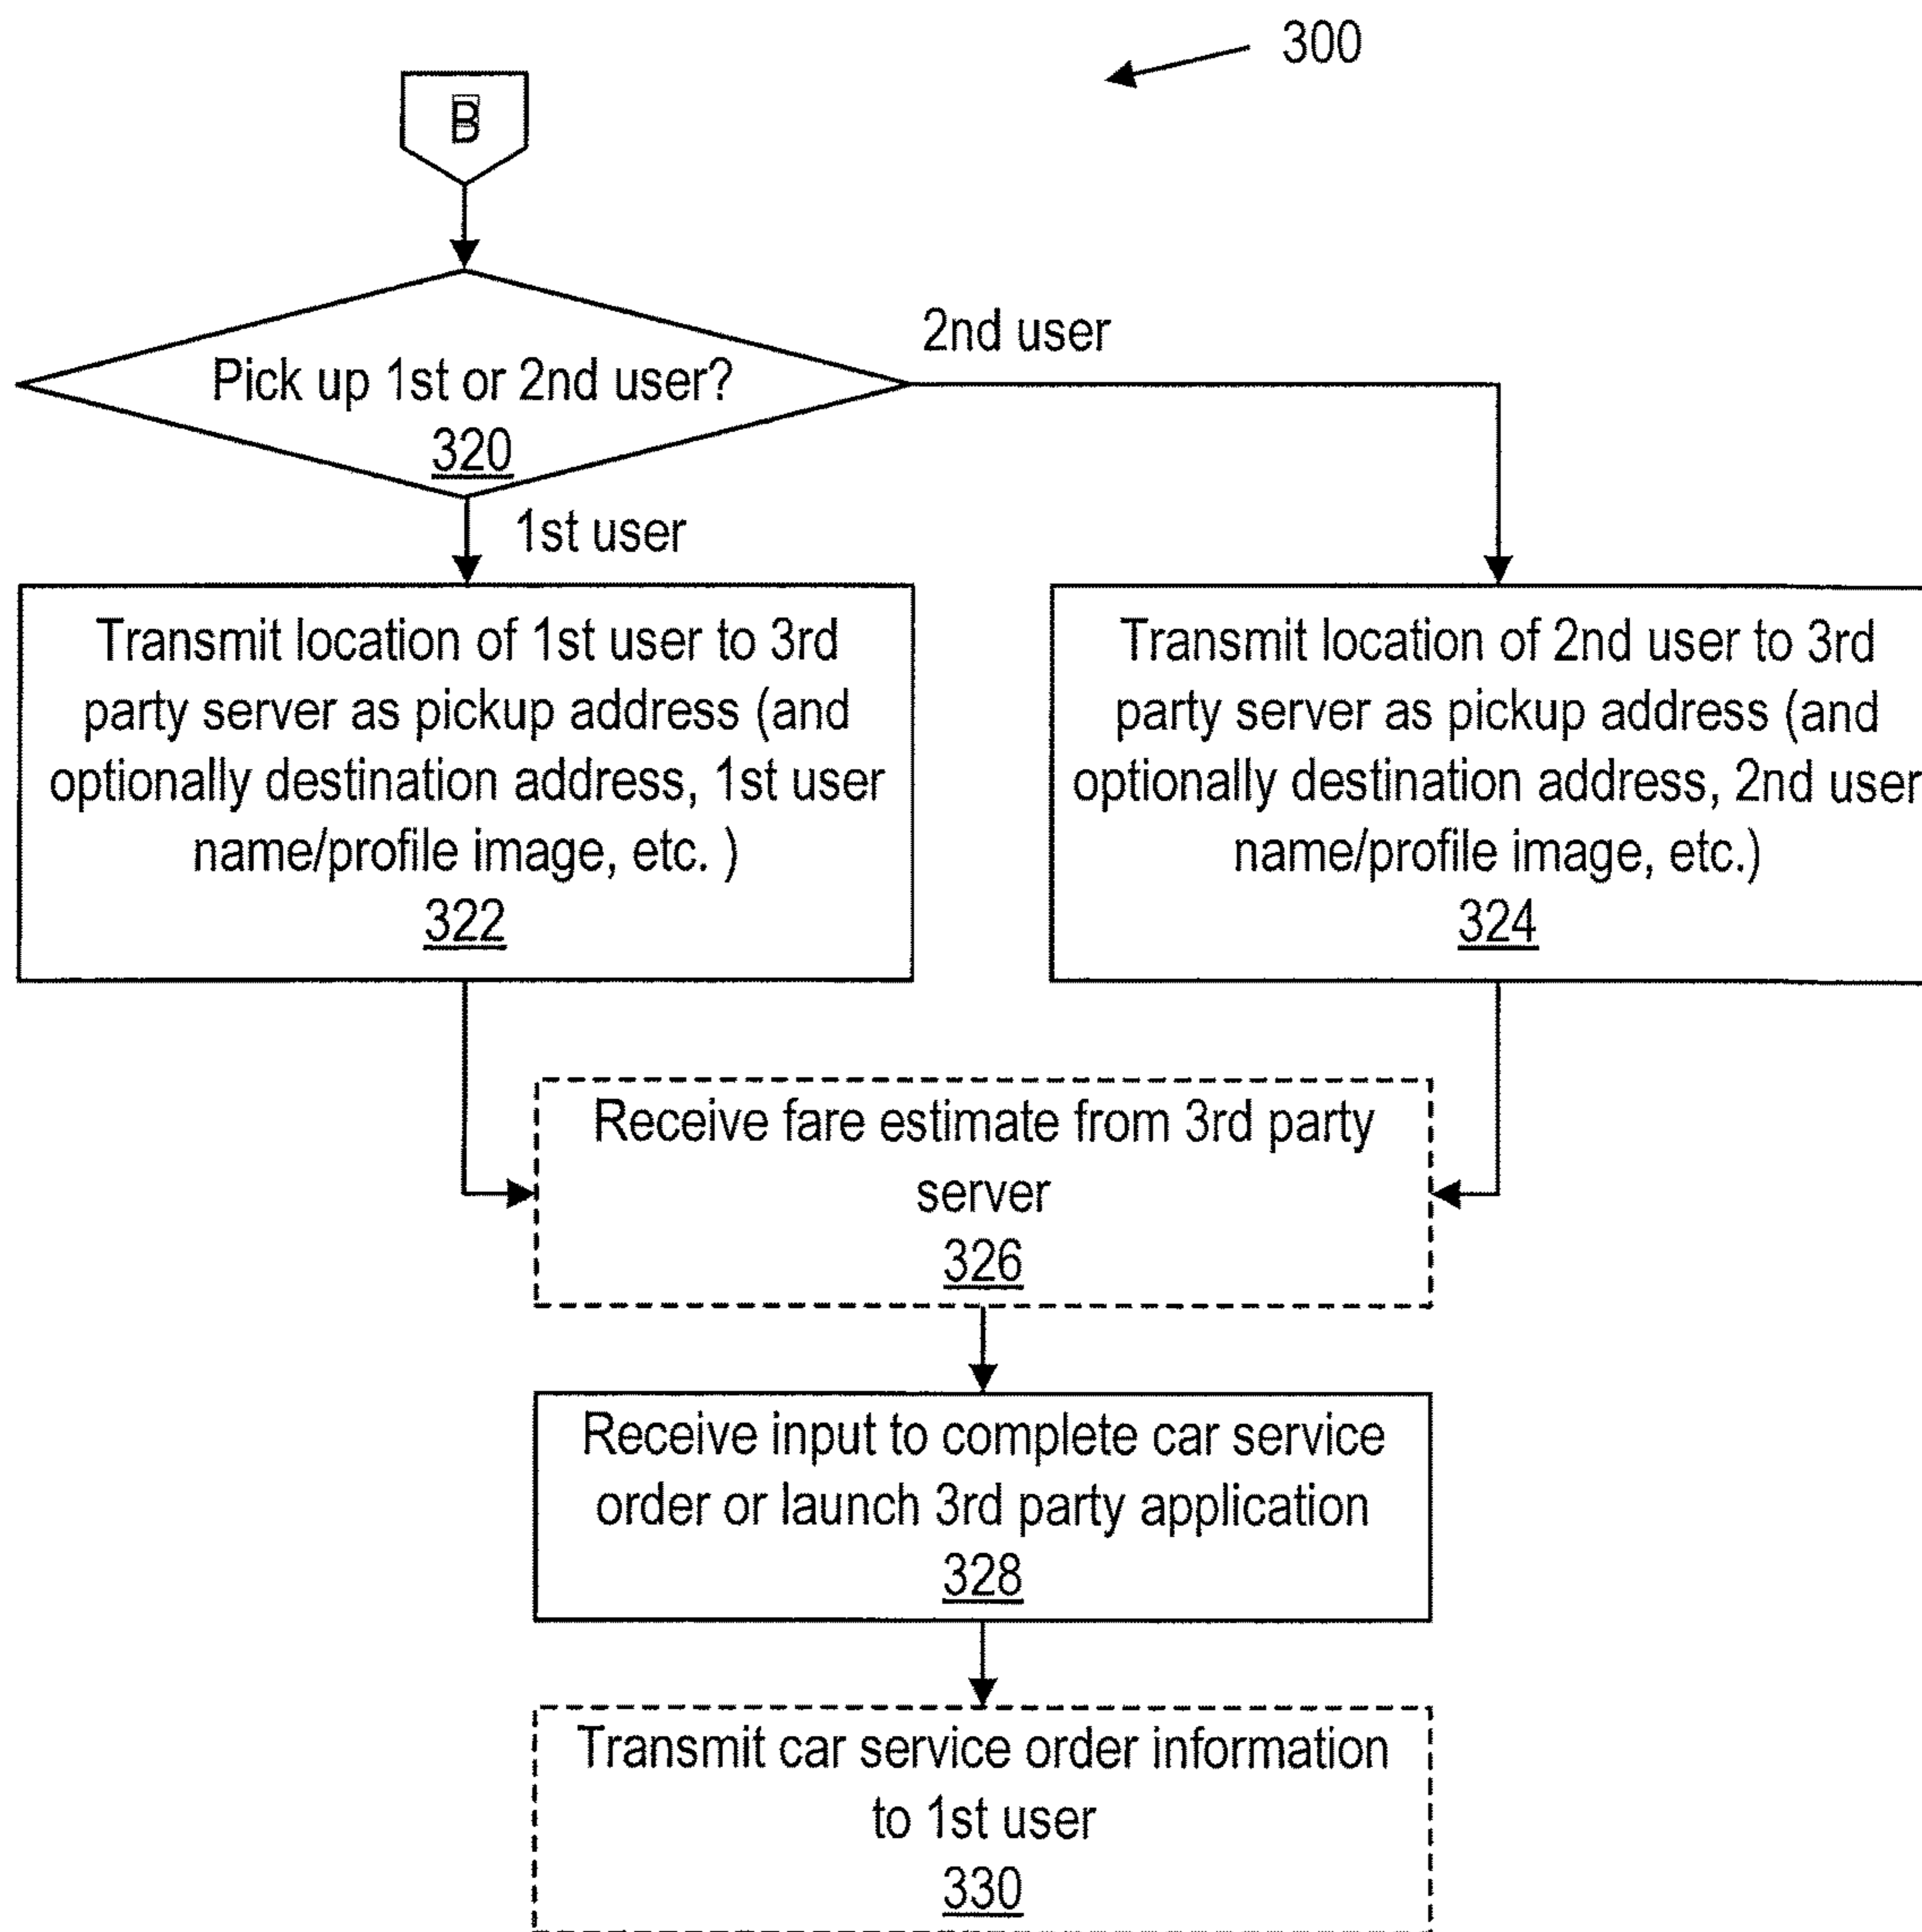 300
B
Pick up 1st or 2nd user?
320
2nd user
1st user
Transmit location of 1st user to 3rd
party server as pickup address (and
optionally destination address, 1st user
name/profile image, etc. )
322
Transmit location of 2nd user to 3rd
party server as pickup address (and
optionally destination address, 2nd user
name/profile image, etc.)
324
Receive fare estimate from 3rd party
server
326
Receive input to complete car service
order or launch 3rd party application
328
Transmit car service order information
to 1st user
330